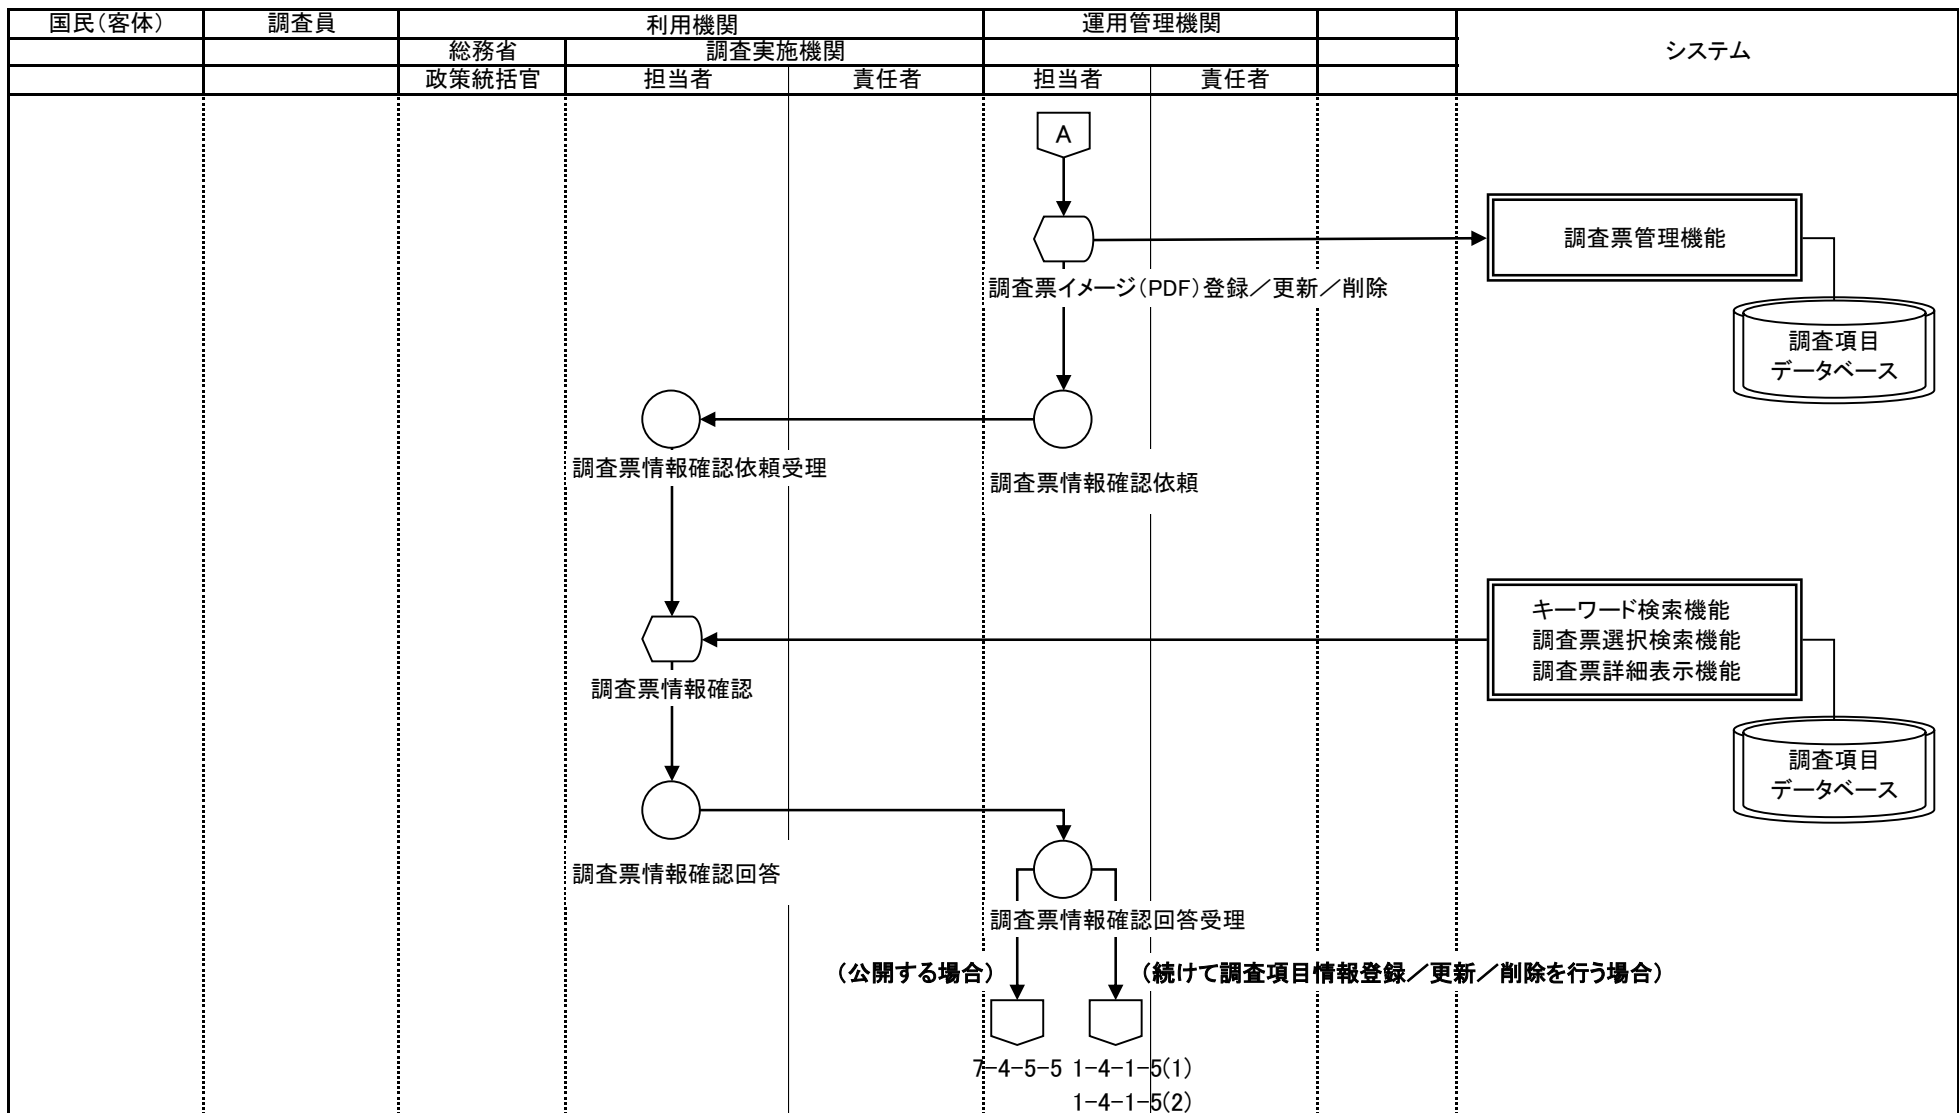 国民（客体）
調査員
利用機関
運用管理機関
システム
総務省
調査実施機関
政策統括官
担当者
責任者
担当者
責任者
A
調査票管理機能
調査票イメージ（PDF）登録／更新／削除
調査項目
データベース
調査票情報確認依頼受理
調査票情報確認依頼
キーワード検索機能
調査票選択検索機能
調査票詳細表示機能
調査票情報確認
調査項目
データベース
調査票情報確認回答
調査票情報確認回答受理
（公開する場合）
（続けて調査項目情報登録／更新／削除を行う場合）
7-4-5-5
1-4-1-5(1)
1-4-1-5(2)